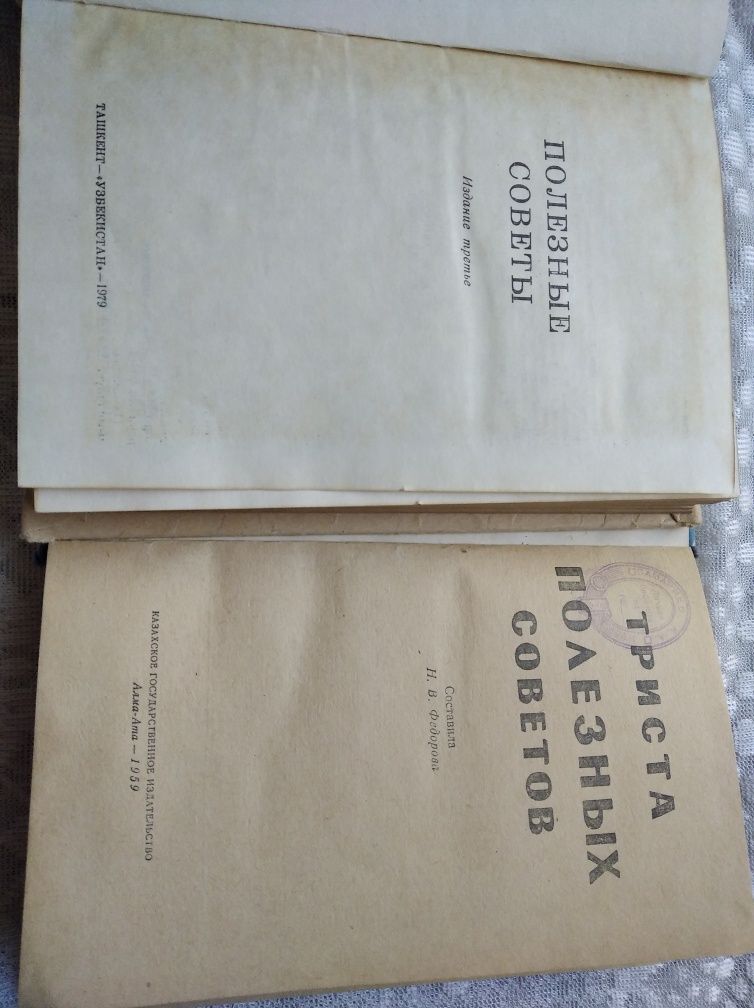 ПОЛЕЗНЫЕ
СОВЕТЫ
Издание третье
ТАШКЕНТ—«УЗБЕКИСТАН»—1979
ТРИСТА
ПОЛЕЗНЫХ
СОВЕТОВ
Составила
Н. В. Федорова
КАЗАХСКОЕ ГОСУДАРСТВЕННОЕ ИЗДАТЕЛЬСТВО
Алма-Ата — 1959